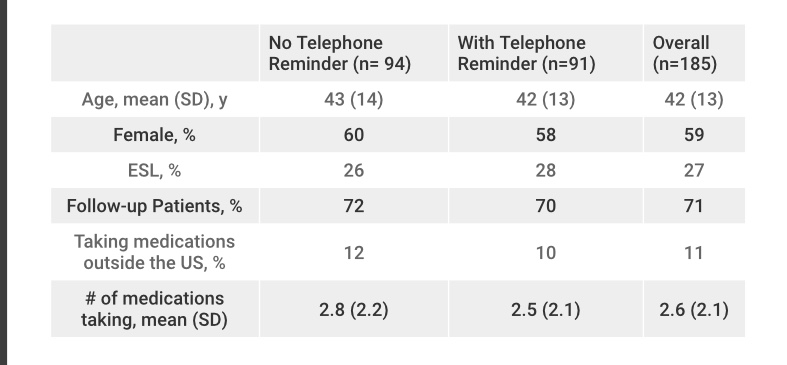 No Telephone Reminder (n= 94) With Telephone Reminder (n=91) Overall (n=185)
Age, mean (SD), y 43 (14) 42 (13) 42 (13)
Female, % 60 58 59
ESL, % 26 28 27
Follow-up Patients, % 72 70 71
Taking medications outside the US, % 12 10 11
# of medications taking, mean (SD) 2.8 (2.2) 2.5 (2.1) 2.6 (2.1)